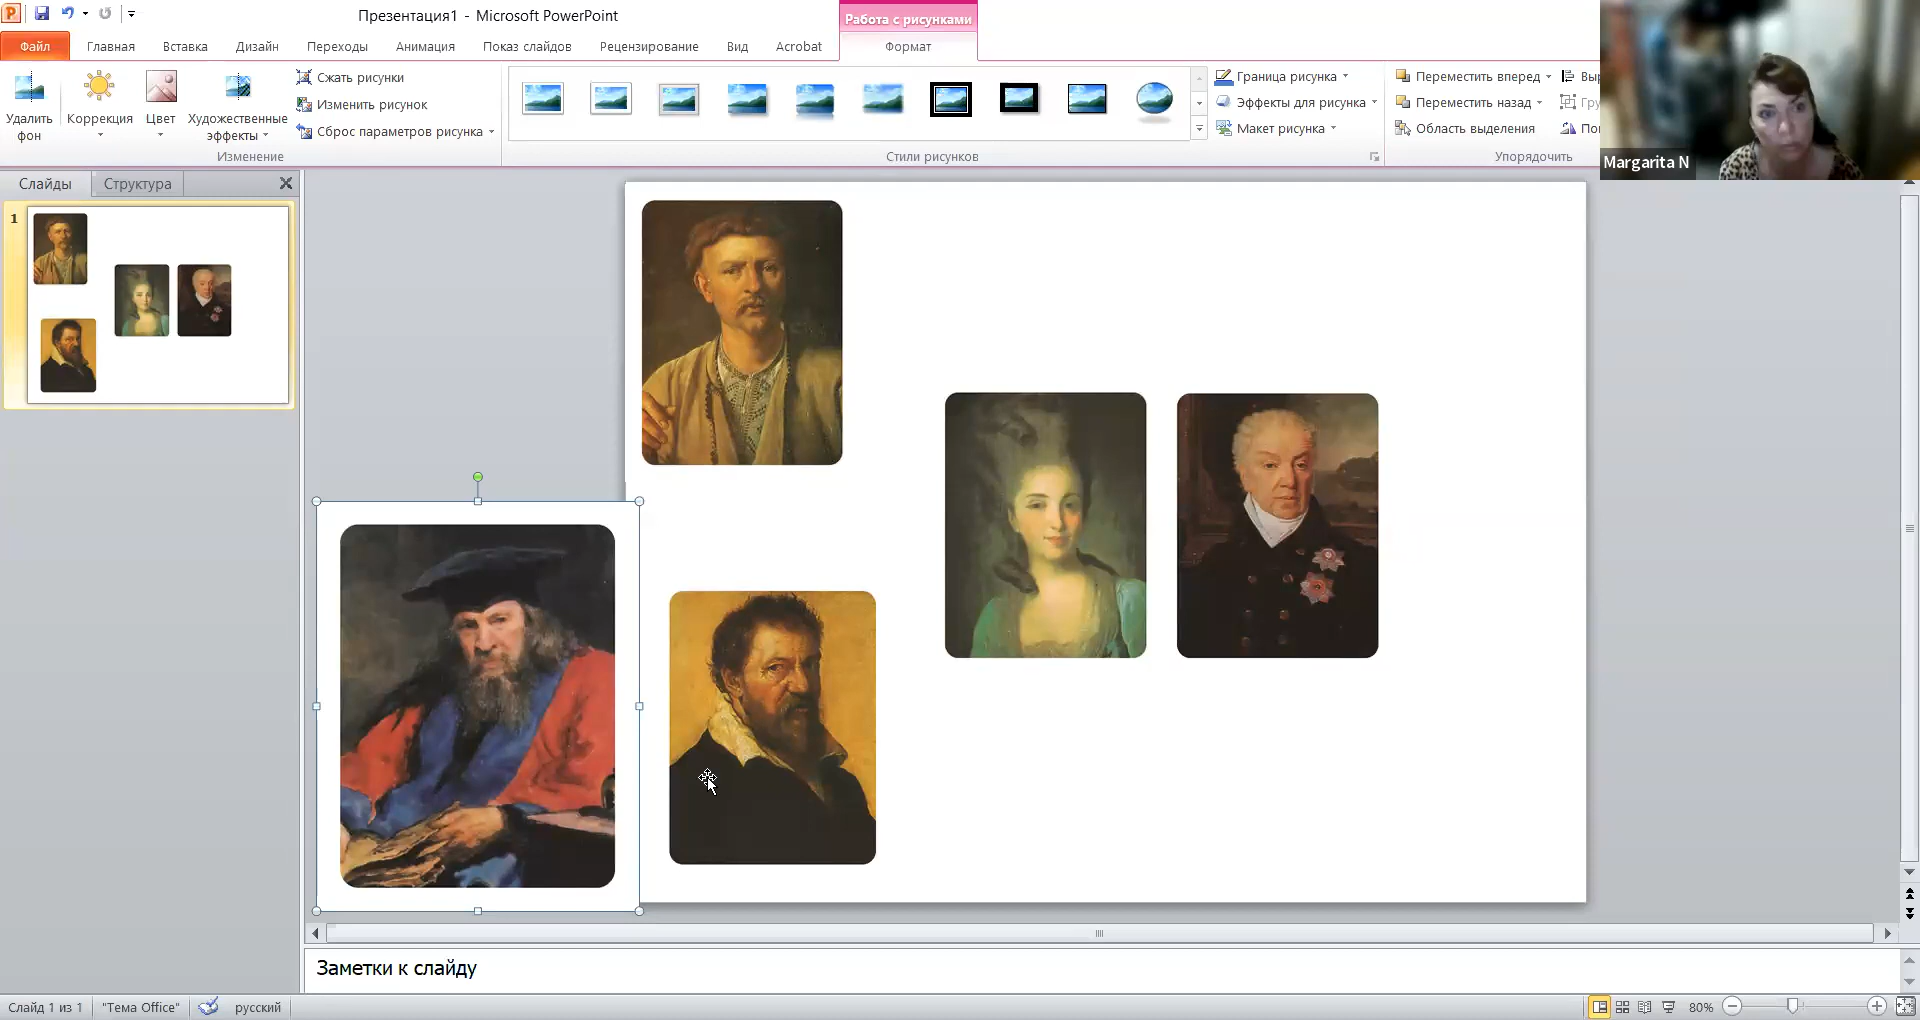 Презентация1 - Microsoft PowerPoint
Работа с рисунками
Файл Главная Вставка Дизайн Переходы Анимация Показ слайдов Рецензирование Вид Acrobat Формат
Удалить фон
Коррекция
Цвет
Художественные эффекты
Сжать рисунки
Изменить рисунок
Сброс параметров рисунка
Изменение
Стили рисунков
Граница рисунка
Эффекты для рисунка
Макет рисунка
Переместить вперед
Переместить назад
Область выделения
Упорядочить
Margarita N
Слайды Структура
1
Заметки к слайду
Слайд 1 из 1 "Тема Office" русский 80%